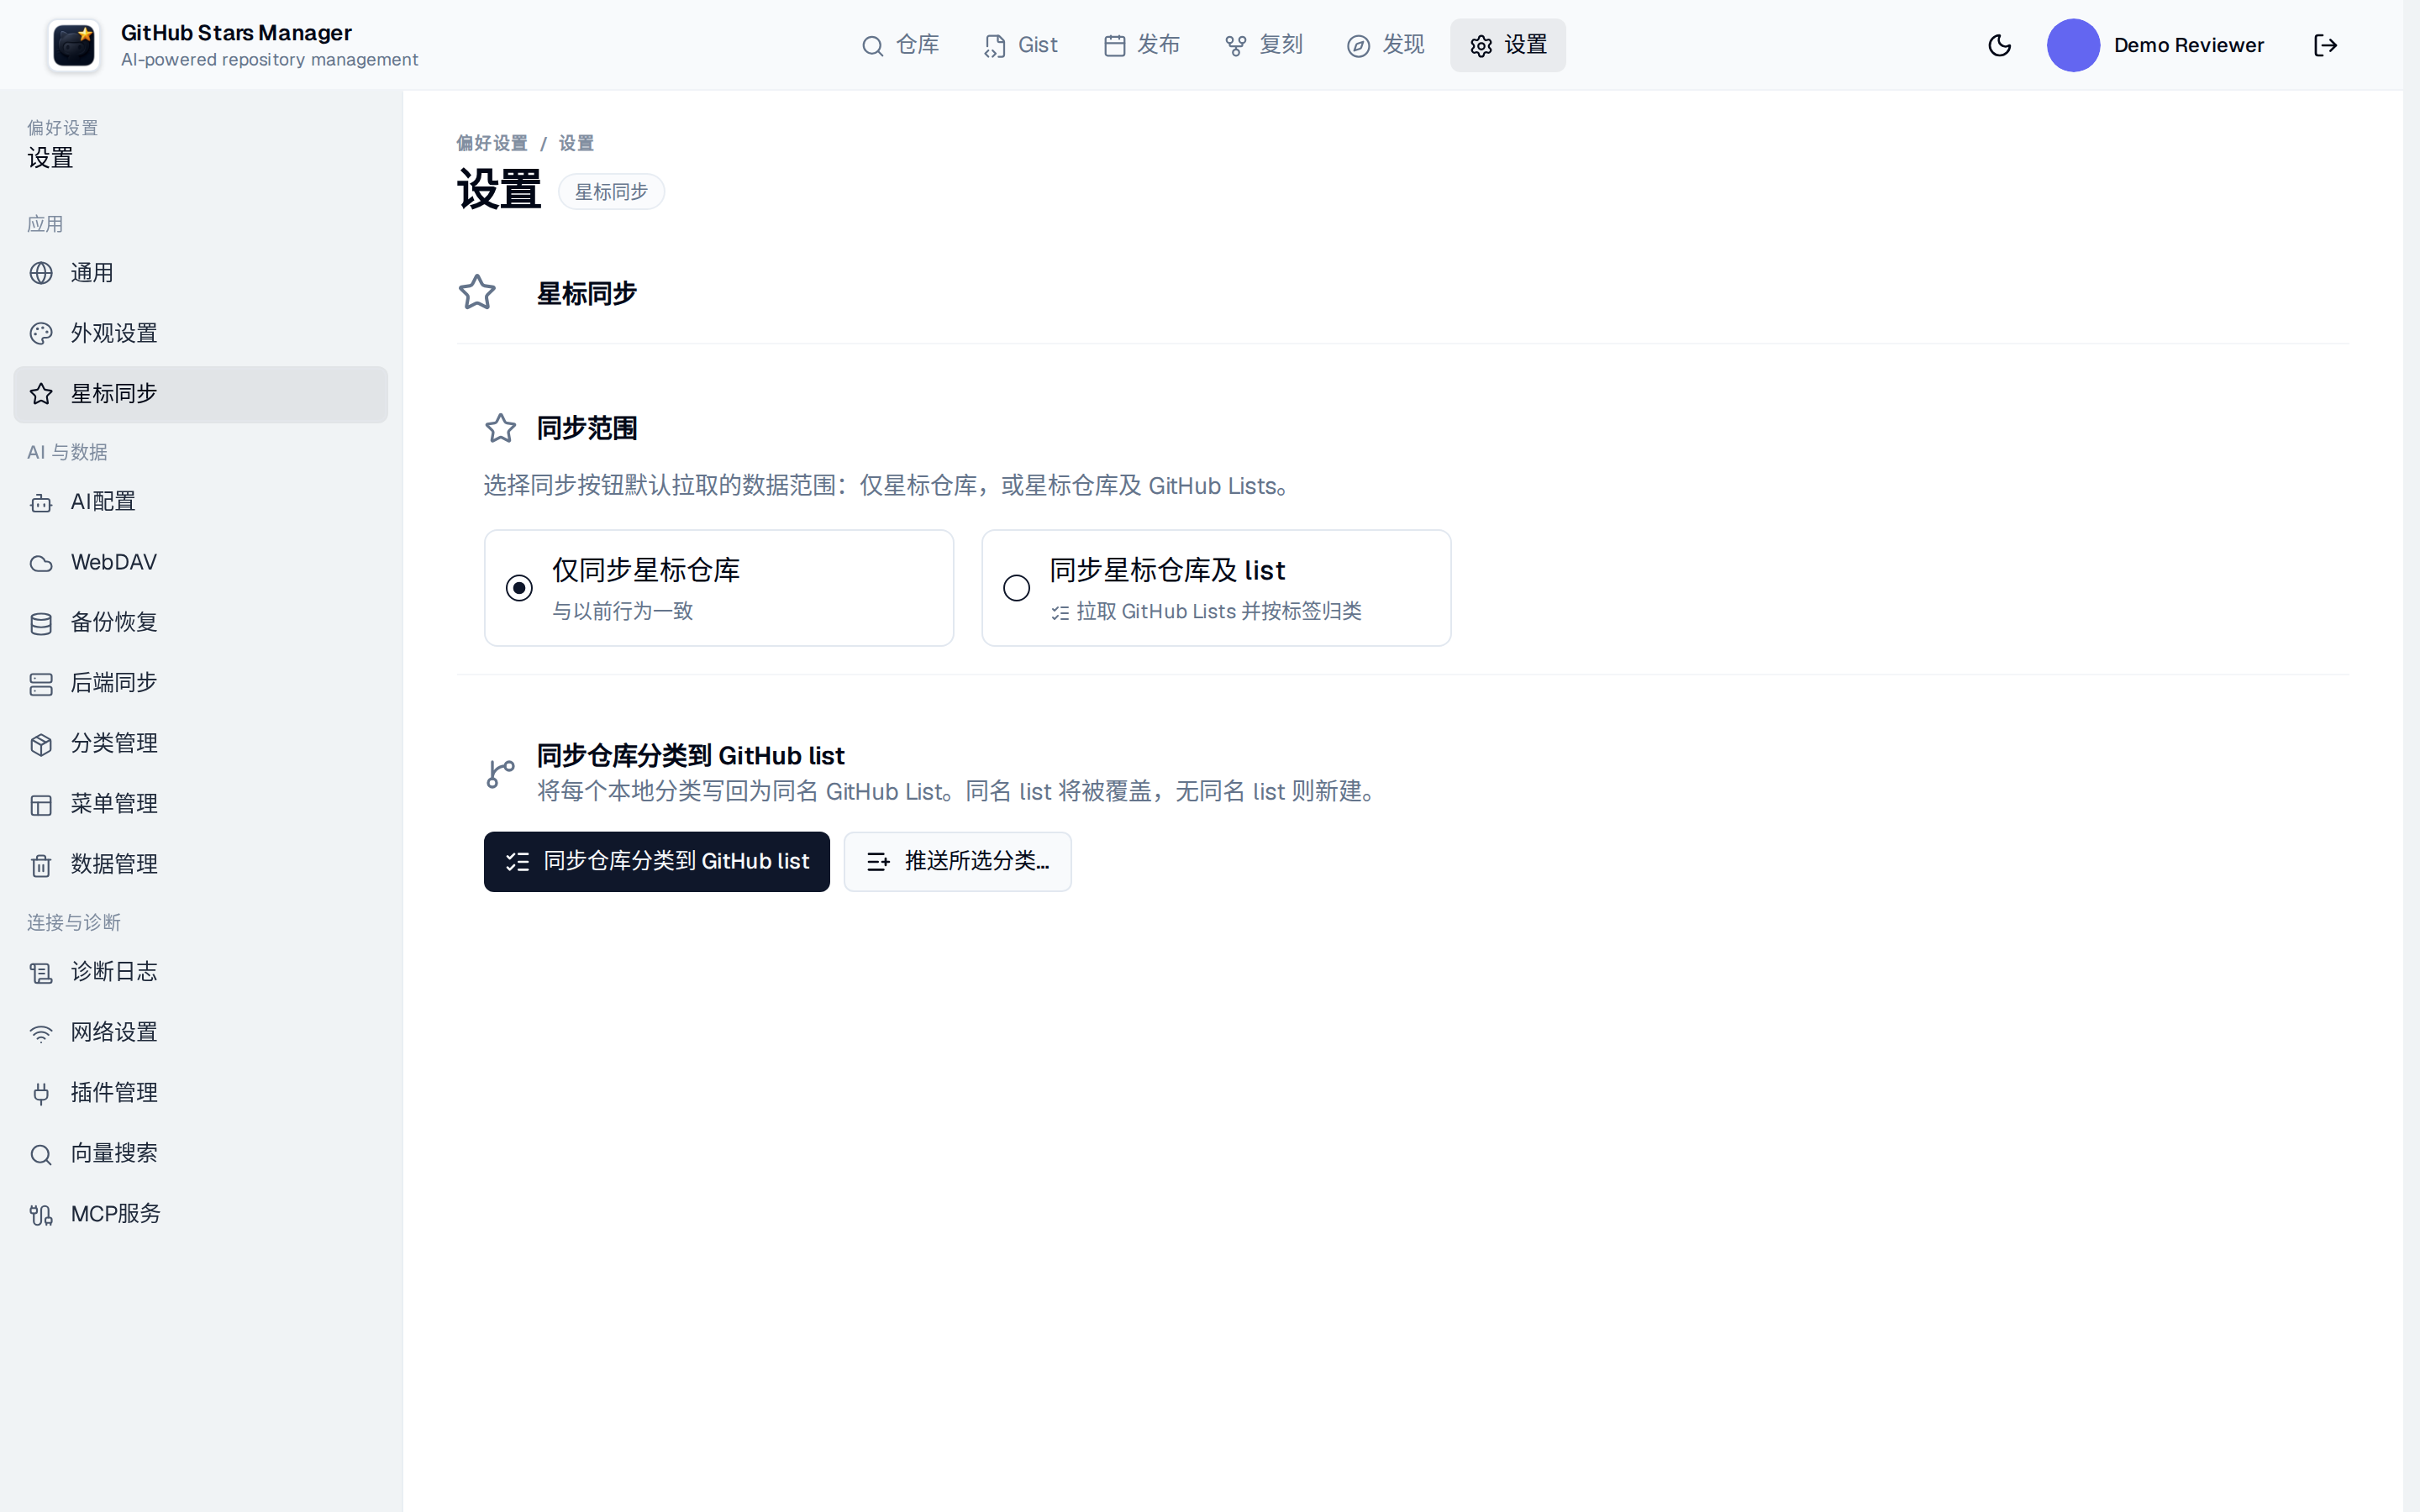 GitHub Stars Manager
AI-powered repository management
仓库
Gist
发布
复刻
发现
设置
Demo Reviewer
偏好设置
设置
应用
通用
外观设置
星标同步
AI 与数据
AI配置
WebDAV
备份恢复
后端同步
分类管理
菜单管理
数据管理
连接与诊断
诊断日志
网络设置
插件管理
向量搜索
MCP服务
偏好设置 / 设置
设置
星标同步
星标同步
同步范围
选择同步按钮默认拉取的数据范围：仅星标仓库，或星标仓库及 GitHub Lists。
仅同步星标仓库
与以前行为一致
同步星标仓库及 list
拉取 GitHub Lists 并按标签归类
同步仓库分类到 GitHub list
将每个本地分类写回为同名 GitHub List。同名 list 将被覆盖，无同名 list 则新建。
同步仓库分类到 GitHub list
推送所选分类...